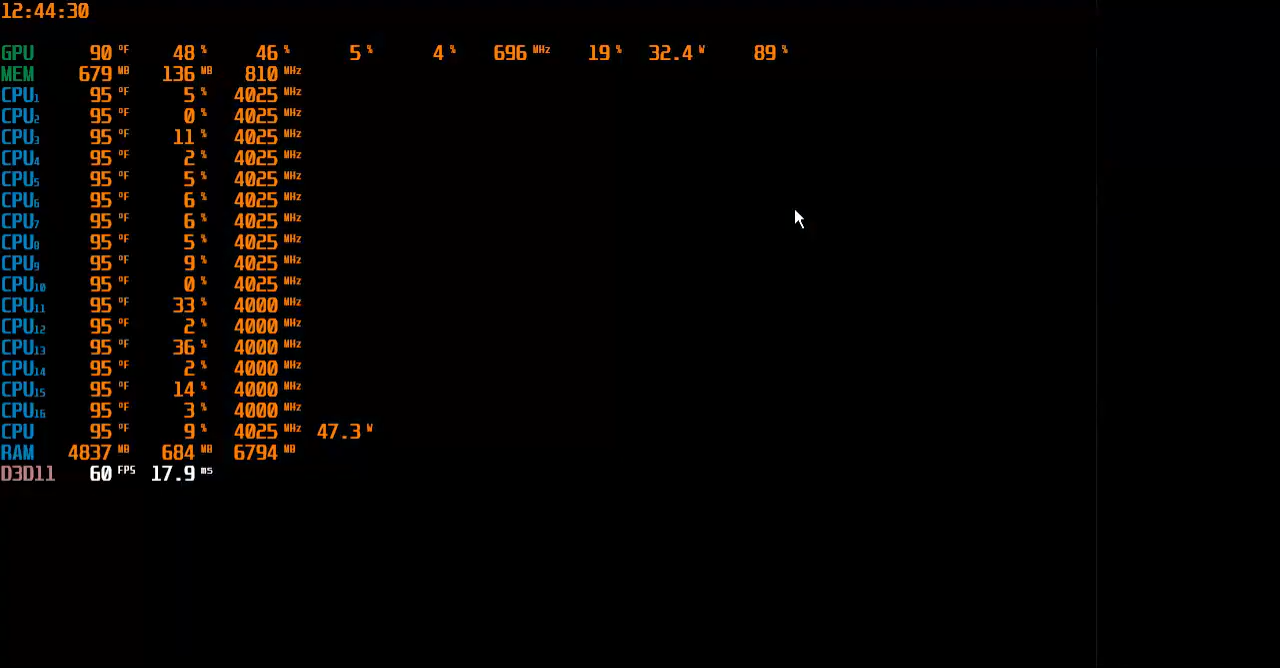 12:44:30
GPU 90 °F 48 % 46 % 5 % 4 % 696 MHz 19 % 32.4 W 89 %
MEM 679 MB 136 MB 810 MHz
CPU1 95 °F 5 % 4025 MHz
CPU2 95 °F 0 % 4025 MHz
CPU3 95 °F 11 % 4025 MHz
CPU4 95 °F 2 % 4025 MHz
CPU5 95 °F 5 % 4025 MHz
CPU6 95 °F 6 % 4025 MHz
CPU7 95 °F 6 % 4025 MHz
CPU8 95 °F 5 % 4025 MHz
CPU9 95 °F 9 % 4025 MHz
CPU10 95 °F 0 % 4025 MHz
CPU11 95 °F 33 % 4000 MHz
CPU12 95 °F 2 % 4000 MHz
CPU13 95 °F 36 % 4000 MHz
CPU14 95 °F 2 % 4000 MHz
CPU15 95 °F 14 % 4000 MHz
CPU16 95 °F 3 % 4000 MHz
CPU 95 °F 9 % 4025 MHz 47.3 W
RAM 4837 MB 684 MB 6794 MB
D3D11 60 FPS 17.9 ms